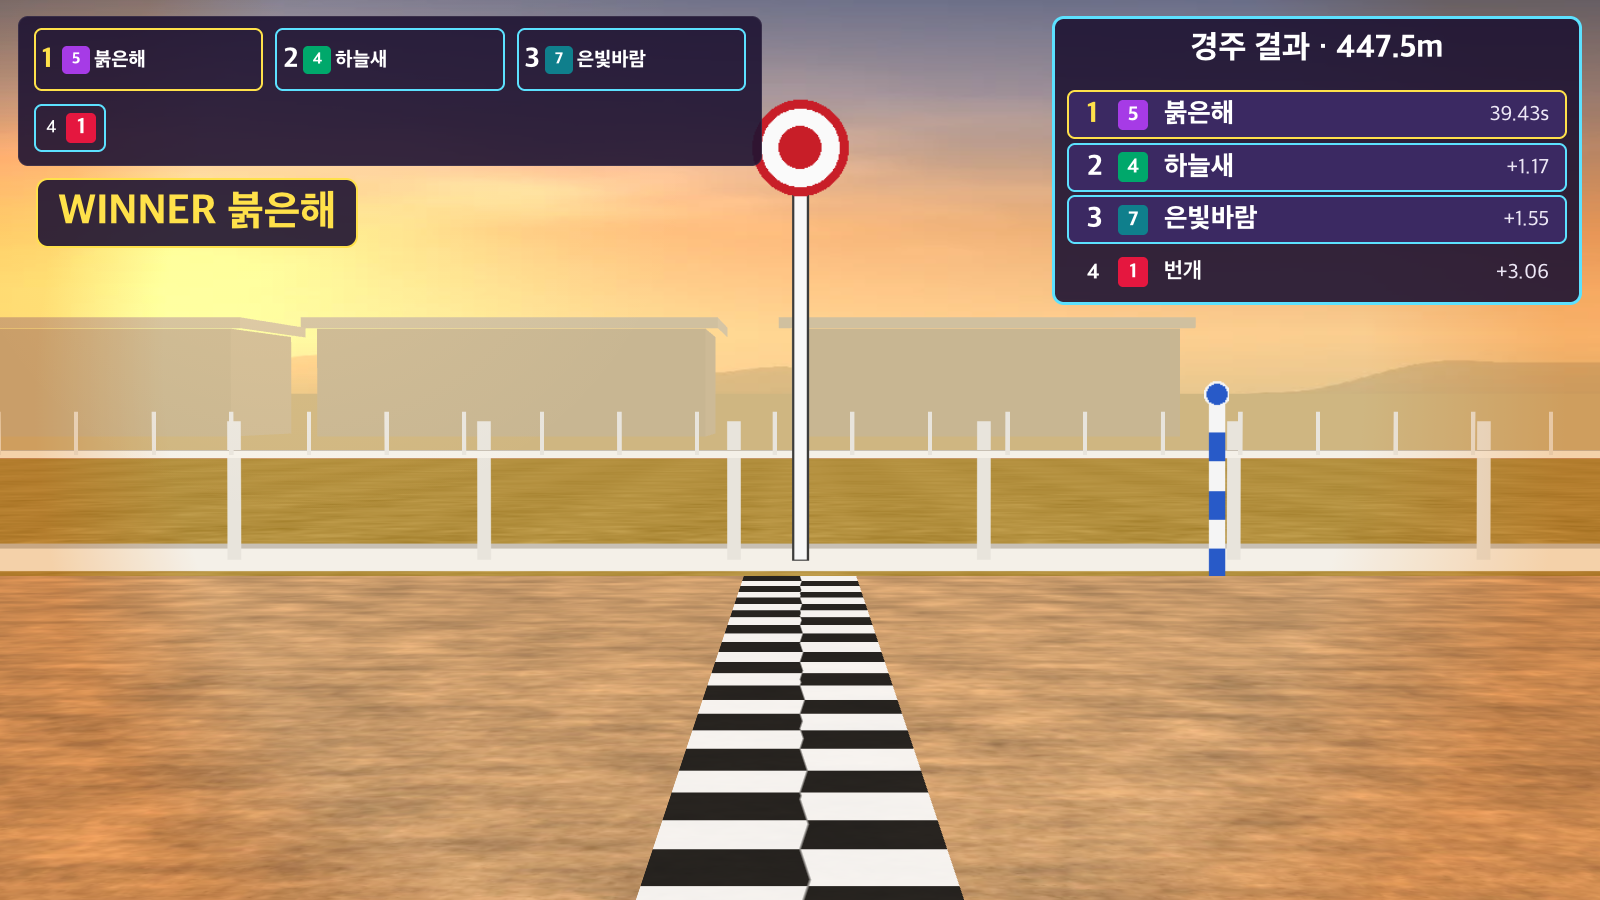 1 5 붉은해
2 4 하늘새
3 7 은빛바람
4 1
WINNER 붉은해
경주 결과 · 447.5m
1 5 붉은해 39.43s
2 4 하늘새 +1.17
3 7 은빛바람 +1.55
4 1 번개 +3.06